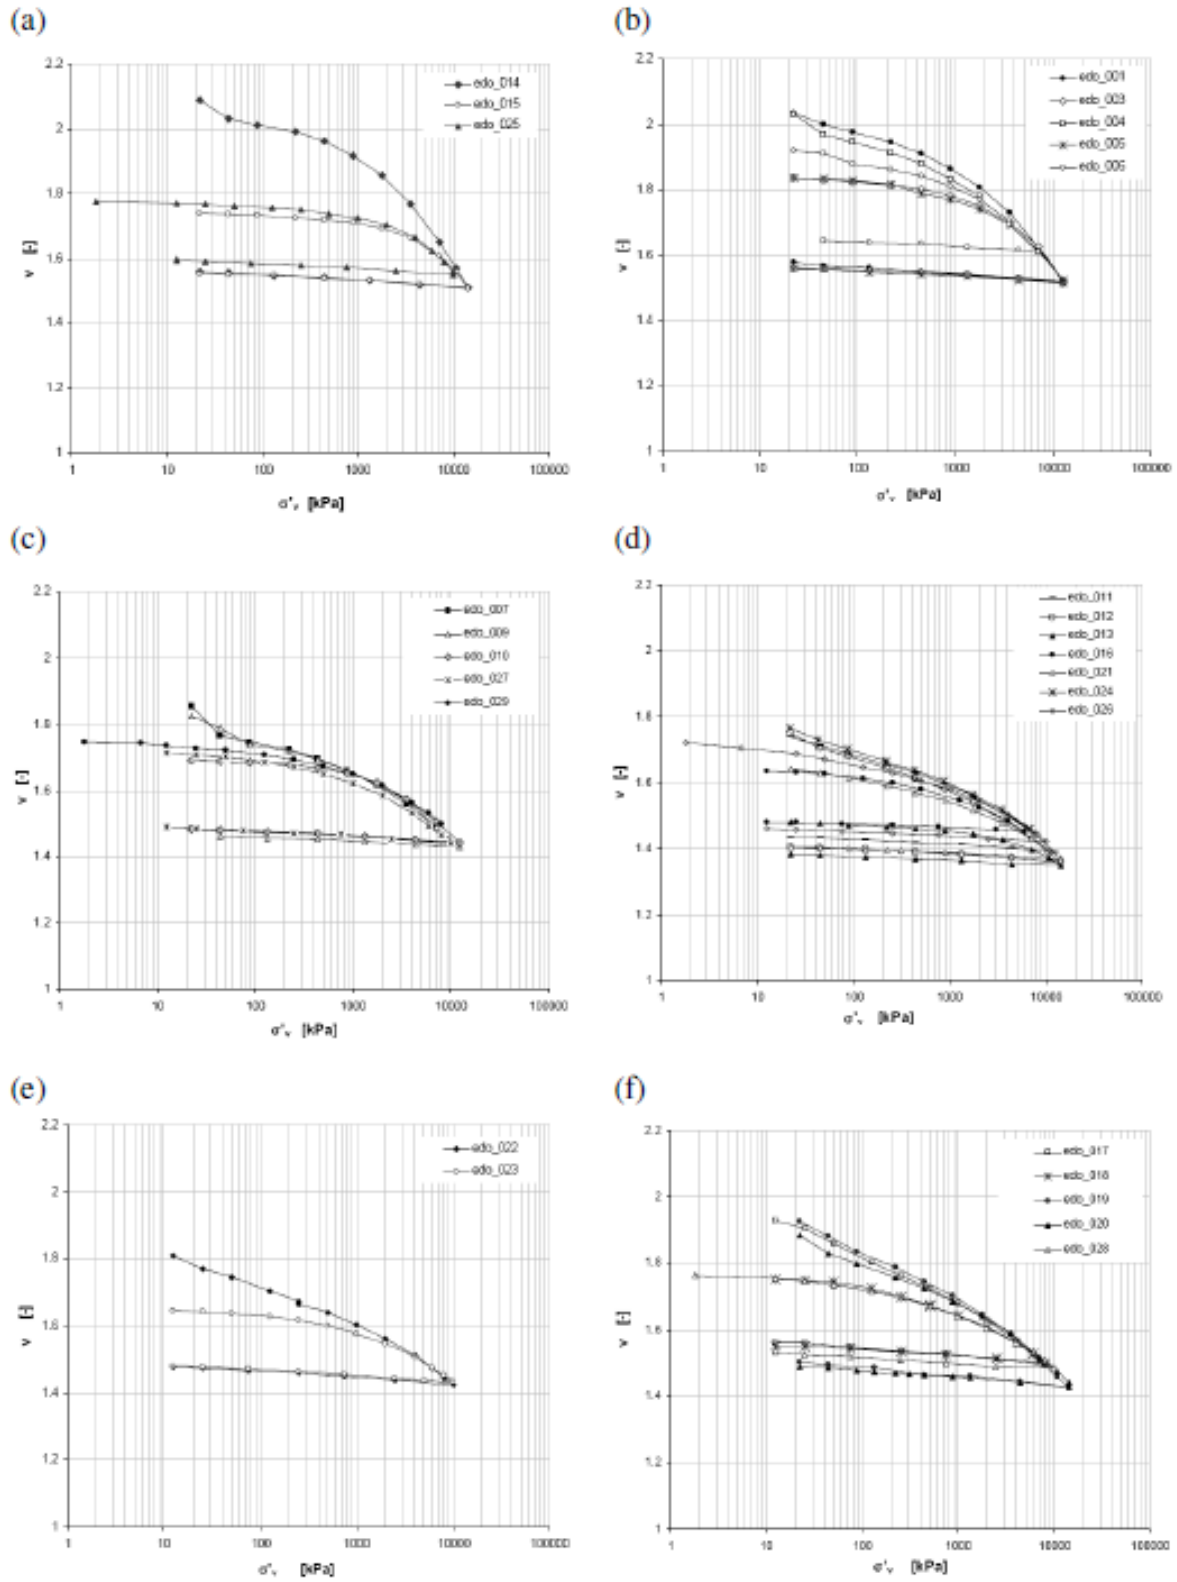 (a)
2.2
2
1.8
1.6
1.4
1.2
1
v [-]
edo_014
edo_015
edo_025
1 10 100 1000 10000 100000
σ'v [kPa]
(b)
2.2
2
1.8
1.6
1.4
1.2
1
v [-]
edo_001
edo_003
edo_004
edo_005
edo_006
1 10 100 1000 10000 100000
σ'v [kPa]
(c)
2.2
2
1.8
1.6
1.4
1.2
1
v [-]
edo_007
edo_009
edo_010
edo_027
edo_029
1 10 100 1000 10000 100000
σ'v [kPa]
(d)
2.2
2
1.8
1.6
1.4
1.2
1
v [-]
edo_011
edo_012
edo_013
edo_016
edo_021
edo_024
edo_026
1 10 100 1000 10000 100000
σ'v [kPa]
(e)
2.2
2
1.8
1.6
1.4
1.2
1
v [-]
edo_022
edo_023
1 10 100 1000 10000 100000
σ'v [kPa]
(f)
2.2
2
1.8
1.6
1.4
1.2
1
v [-]
edo_017
edo_018
edo_019
edo_020
edo_028
1 10 100 1000 10000 100000
σ'v [kPa]